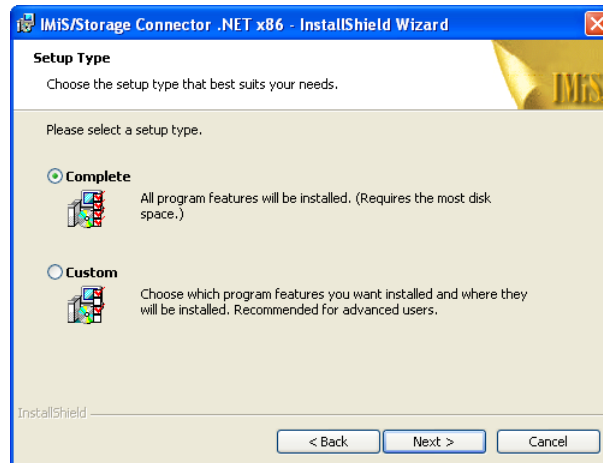 IMiS/Storage Connector .NET x86 - InstallShield Wizard
Setup Type
Choose the setup type that best suits your needs.
IMiS
Please select a setup type.
Complete
All program features will be installed. (Requires the most disk
space.)
Custom
Choose which program features you want installed and where they
will be installed. Recommended for advanced users.
InstallShield
< Back
Next >
Cancel